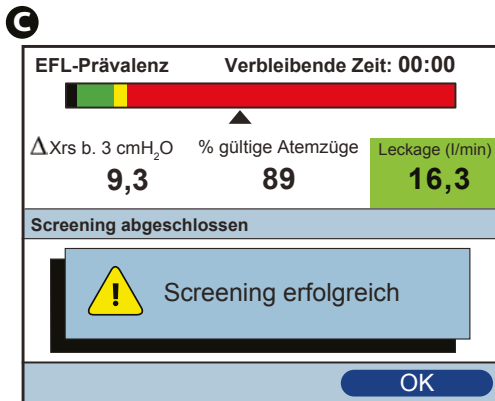 C
EFL-Prävalenz Verbleibende Zeit: 00:00
ΔXrs b. 3 cmH₂O % gültige Atemzüge Leckage (l/min)
9,3 89 16,3
Screening abgeschlossen
! Screening erfolgreich
OK